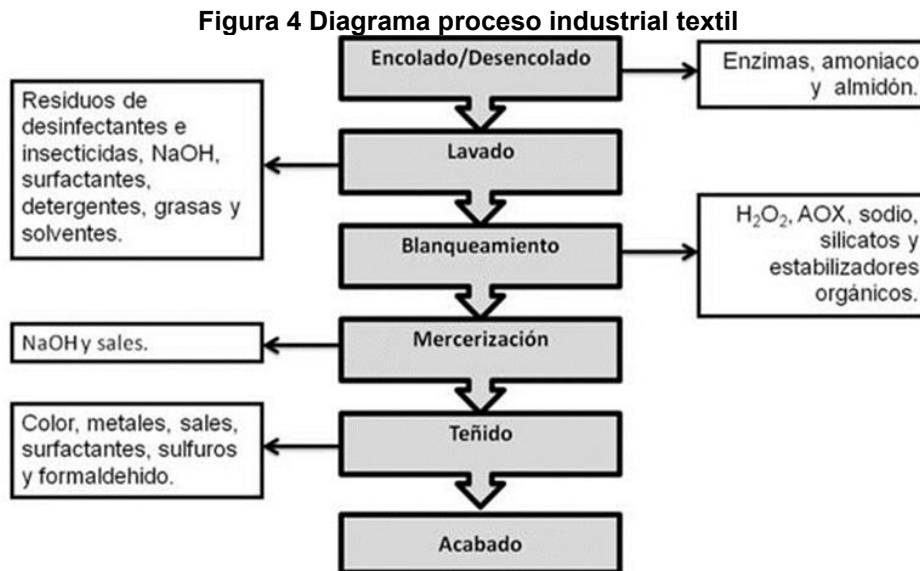 Figura 4 Diagrama proceso industrial textil
Encolado/Desencolado
Enzimas, amoniaco
y almidón.
Residuos de
desinfectantes e
insecticidas, NaOH,
surfactantes,
detergentes, grasas y
solventes.
Lavado
Blanqueamiento
H₂O₂, AOX, sodio,
silicatos y
estabilizadores
orgánicos.
Mercerización
NaOH y sales.
Teñido
Color, metales, sales,
surfactantes, sulfuros
y formaldehido.
Acabado